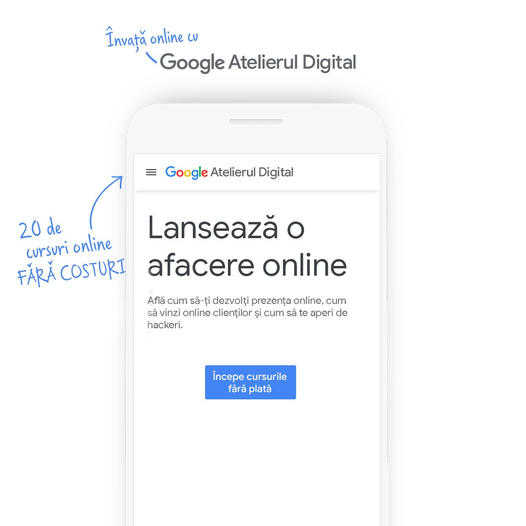 Învață online cu
Google Atelierul Digital
Google Atelierul Digital
20 de
cursuri online
FĂRĂ COSTURI
Lansează o
afacere online
Află cum să-ți dezvolți prezența online, cum
să vinzi online clienților și cum să te aperi de
hackeri.
Începe cursurile
fără plată